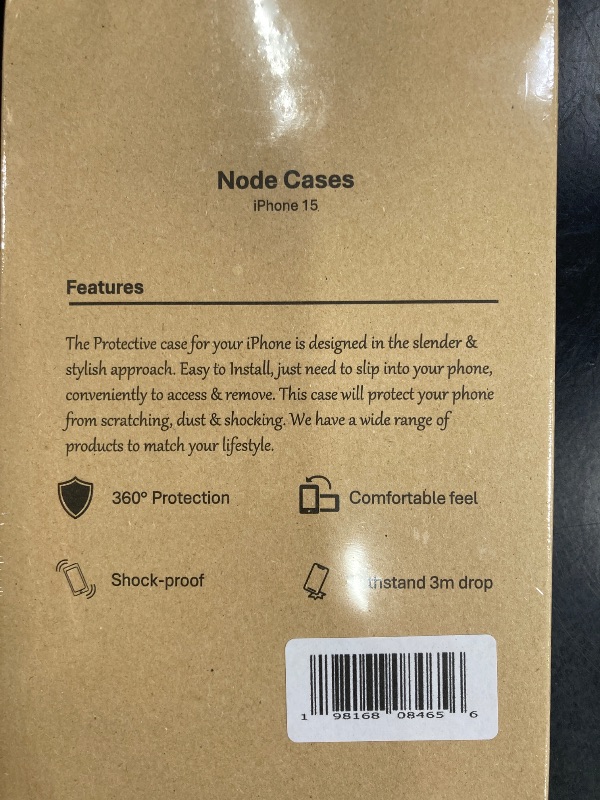 Node Cases
iPhone 15
Features
The Protective case for your iPhone is designed in the slender &
stylish approach. Easy to Install, just need to slip into your phone,
conveniently to access & remove. This case will protect your phone
from scratching, dust & shocking. We have a wide range of
products to match your lifestyle.
360° Protection
Comfortable feel
Shock-proof
3m drop
1 98168 08465 6